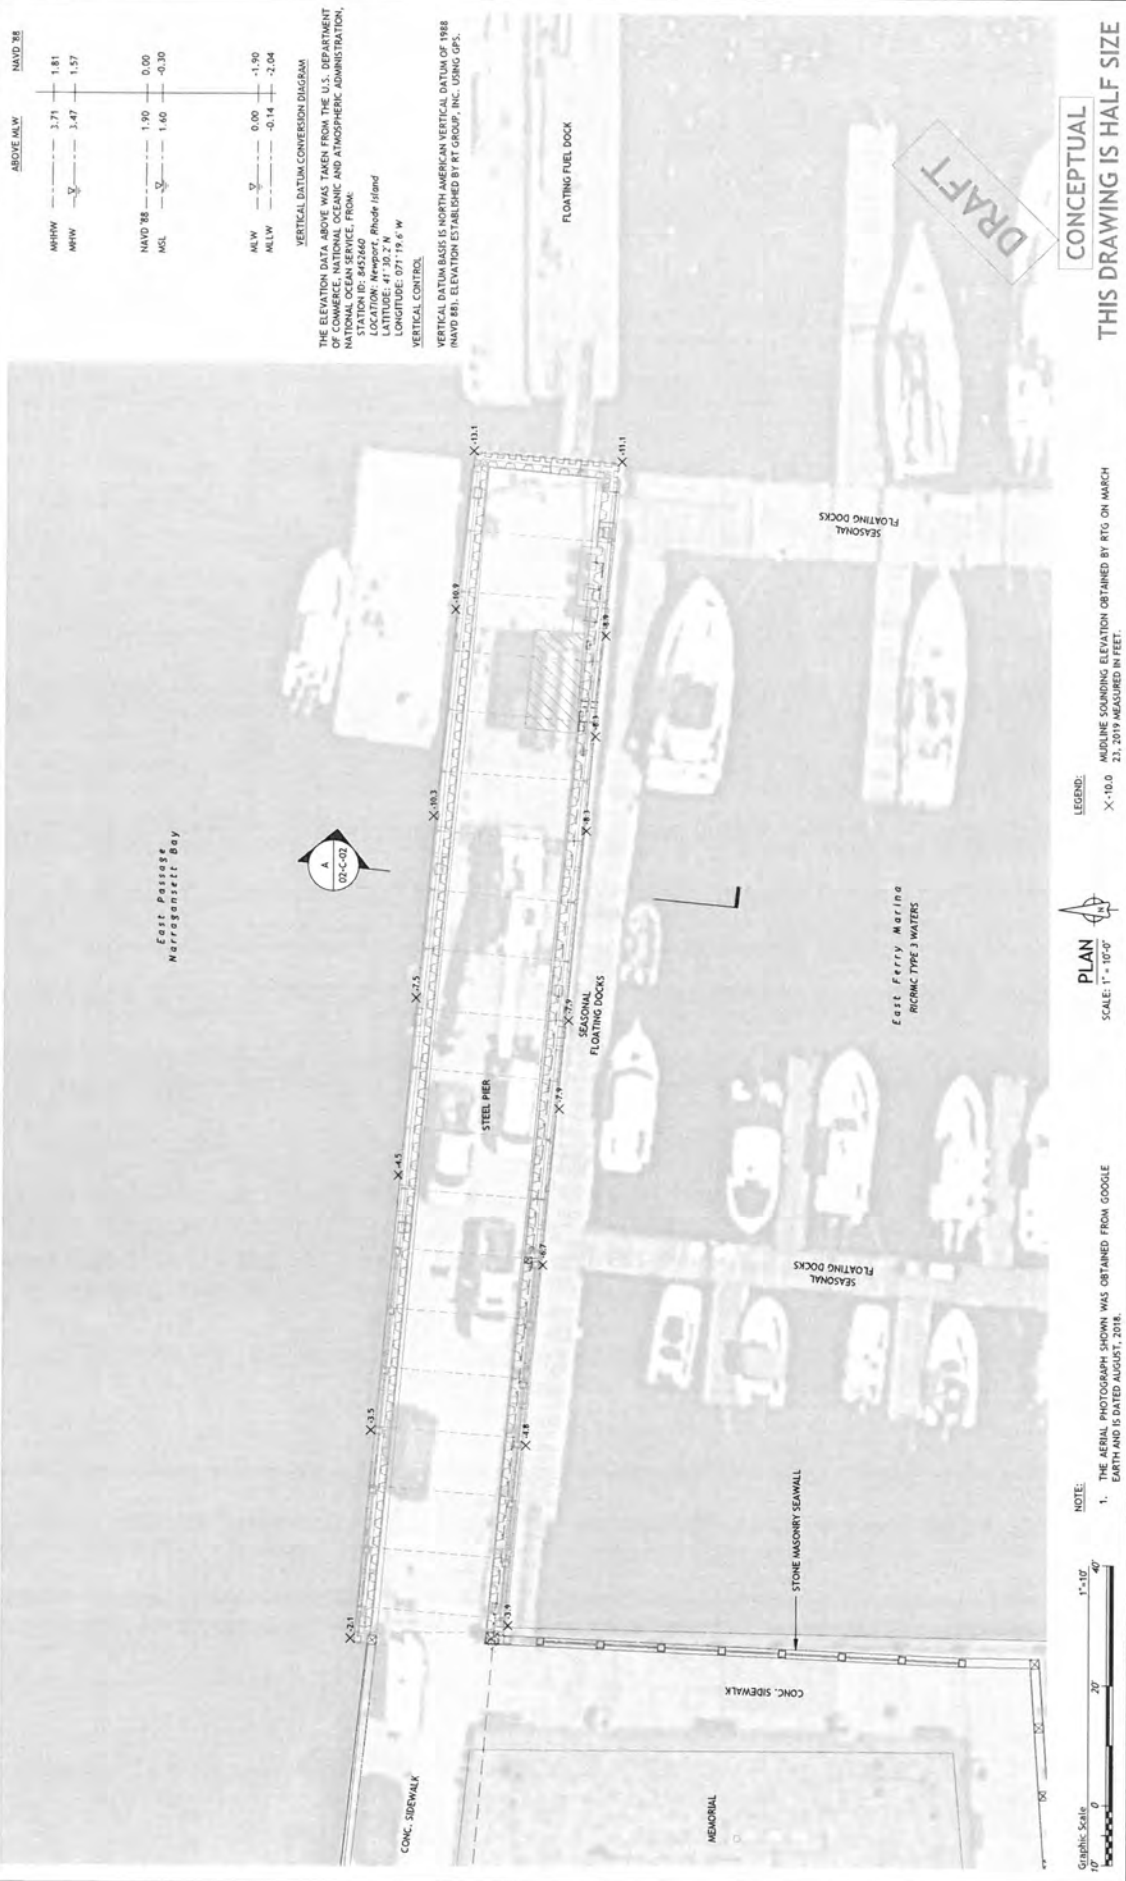 ABOVE MLW NAVD '88
MHHW 3.71 1.81
MHW 3.47 1.57
NAVD '88 1.90 0.00
MSL 1.60 -0.30
MLW 0.00 -1.90
MLLW -0.14 -2.04
VERTICAL DATUM CONVERSION DIAGRAM
THE ELEVATION DATA ABOVE WAS TAKEN FROM THE U.S. DEPARTMENT
OF COMMERCE, NATIONAL OCEANIC AND ATMOSPHERIC ADMINISTRATION,
NATIONAL OCEAN SERVICE, FROM:
STATION ID: 8452660
LOCATION: Newport, Rhode Island
LATITUDE: 41° 30.2' N
LONGITUDE: 071° 19.6' W
VERTICAL CONTROL
VERTICAL DATUM BASIS IS NORTH AMERICAN VERTICAL DATUM OF 1988
(NAVD 88). ELEVATION ESTABLISHED BY RT GROUP, INC. USING GPS.
East Passage
Narragansett Bay
A
02-C-02
-2.1
-3.5
-4.5
-7.5
-10.3
-10.9
-13.1
STEEL PIER
-3.9
-4.8
-6.7
-7.9
-7.9
-8.3
-8.3
-8.9
-11.1
FLOATING FUEL DOCK
SEASONAL
FLOATING DOCKS
SEASONAL
FLOATING DOCKS
SEASONAL
FLOATING DOCKS
CONC. SIDEWALK
MEMORIAL
CONC. SIDEWALK
STONE MASONRY SEAWALL
East Ferry Marina
RICRMC TYPE 3 WATERS
Graphic Scale 1"=10'
10' 0 20' 40'
NOTE:
1. THE AERIAL PHOTOGRAPH SHOWN WAS OBTAINED FROM GOOGLE
EARTH AND IS DATED AUGUST, 2018.
PLAN
SCALE: 1" = 10'-0"
N
LEGEND:
X -10.0 MUDLINE SOUNDING ELEVATION OBTAINED BY RTG ON MARCH
23, 2019 MEASURED IN FEET.
DRAFT
CONCEPTUAL
THIS DRAWING IS HALF SIZE